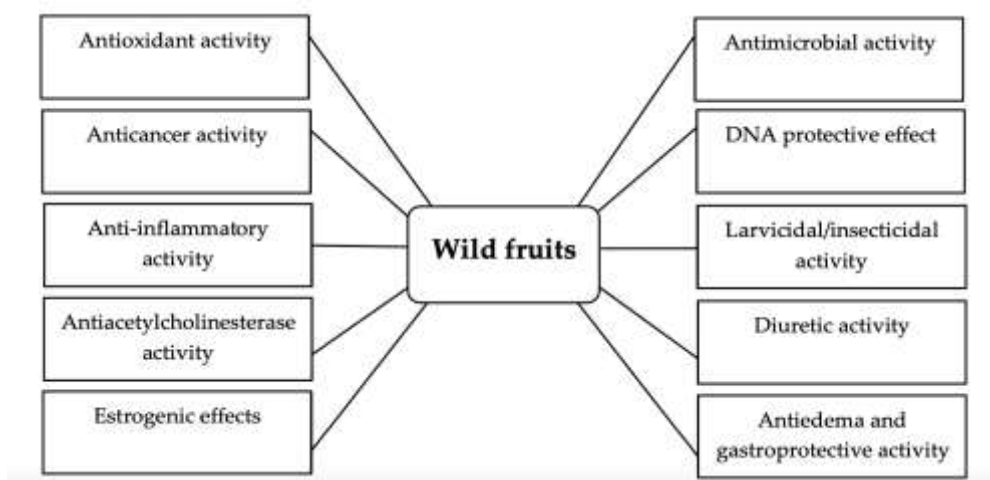 Antioxidant activity
Anticancer activity
Anti-inflammatory
activity
Antiacetylcholinesterase
activity
Estrogenic effects
Wild fruits
Antimicrobial activity
DNA protective effect
Larvicidal/insecticidal
activity
Diuretic activity
Antiedema and
gastroprotective activity